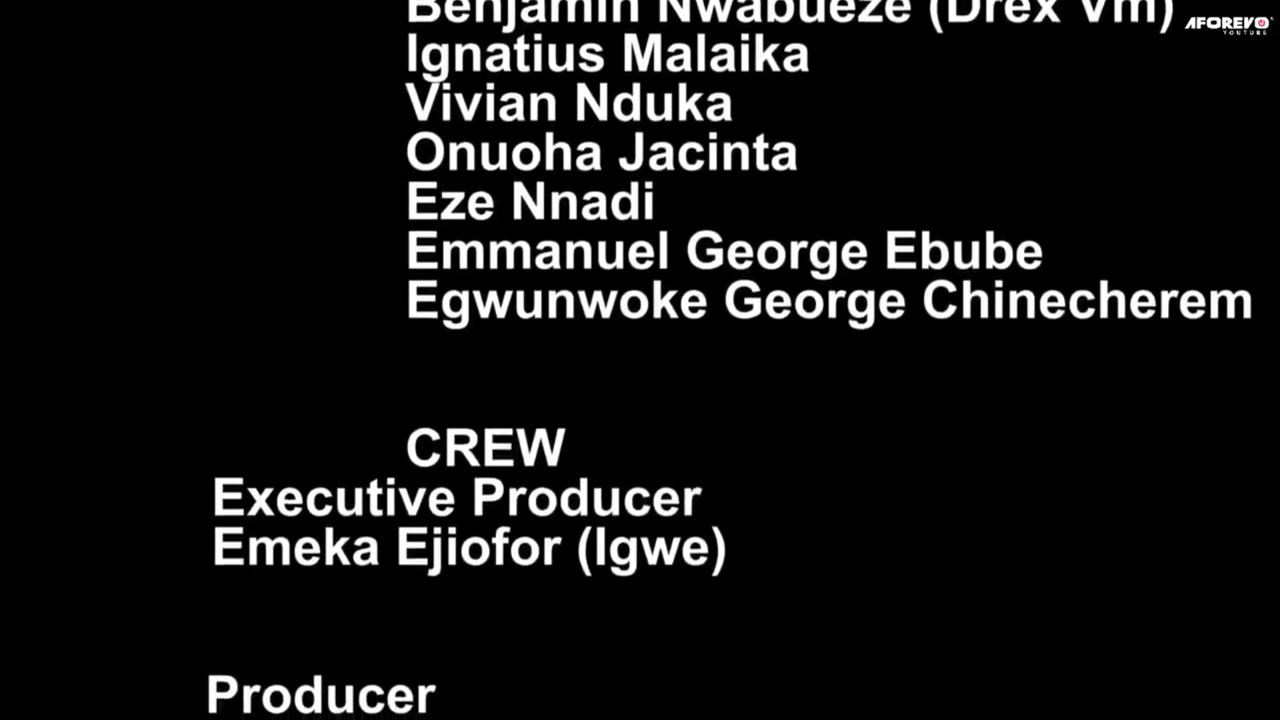 Benjamin Nwabueze (Drex Vm)
AFOREVO
YOUTUBE
Ignatius Malaika
Vivian Nduka
Onuoha Jacinta
Eze Nnadi
Emmanuel George Ebube
Egwunwoke George Chinecherem
CREW
Executive Producer
Emeka Ejiofor (Igwe)
Producer